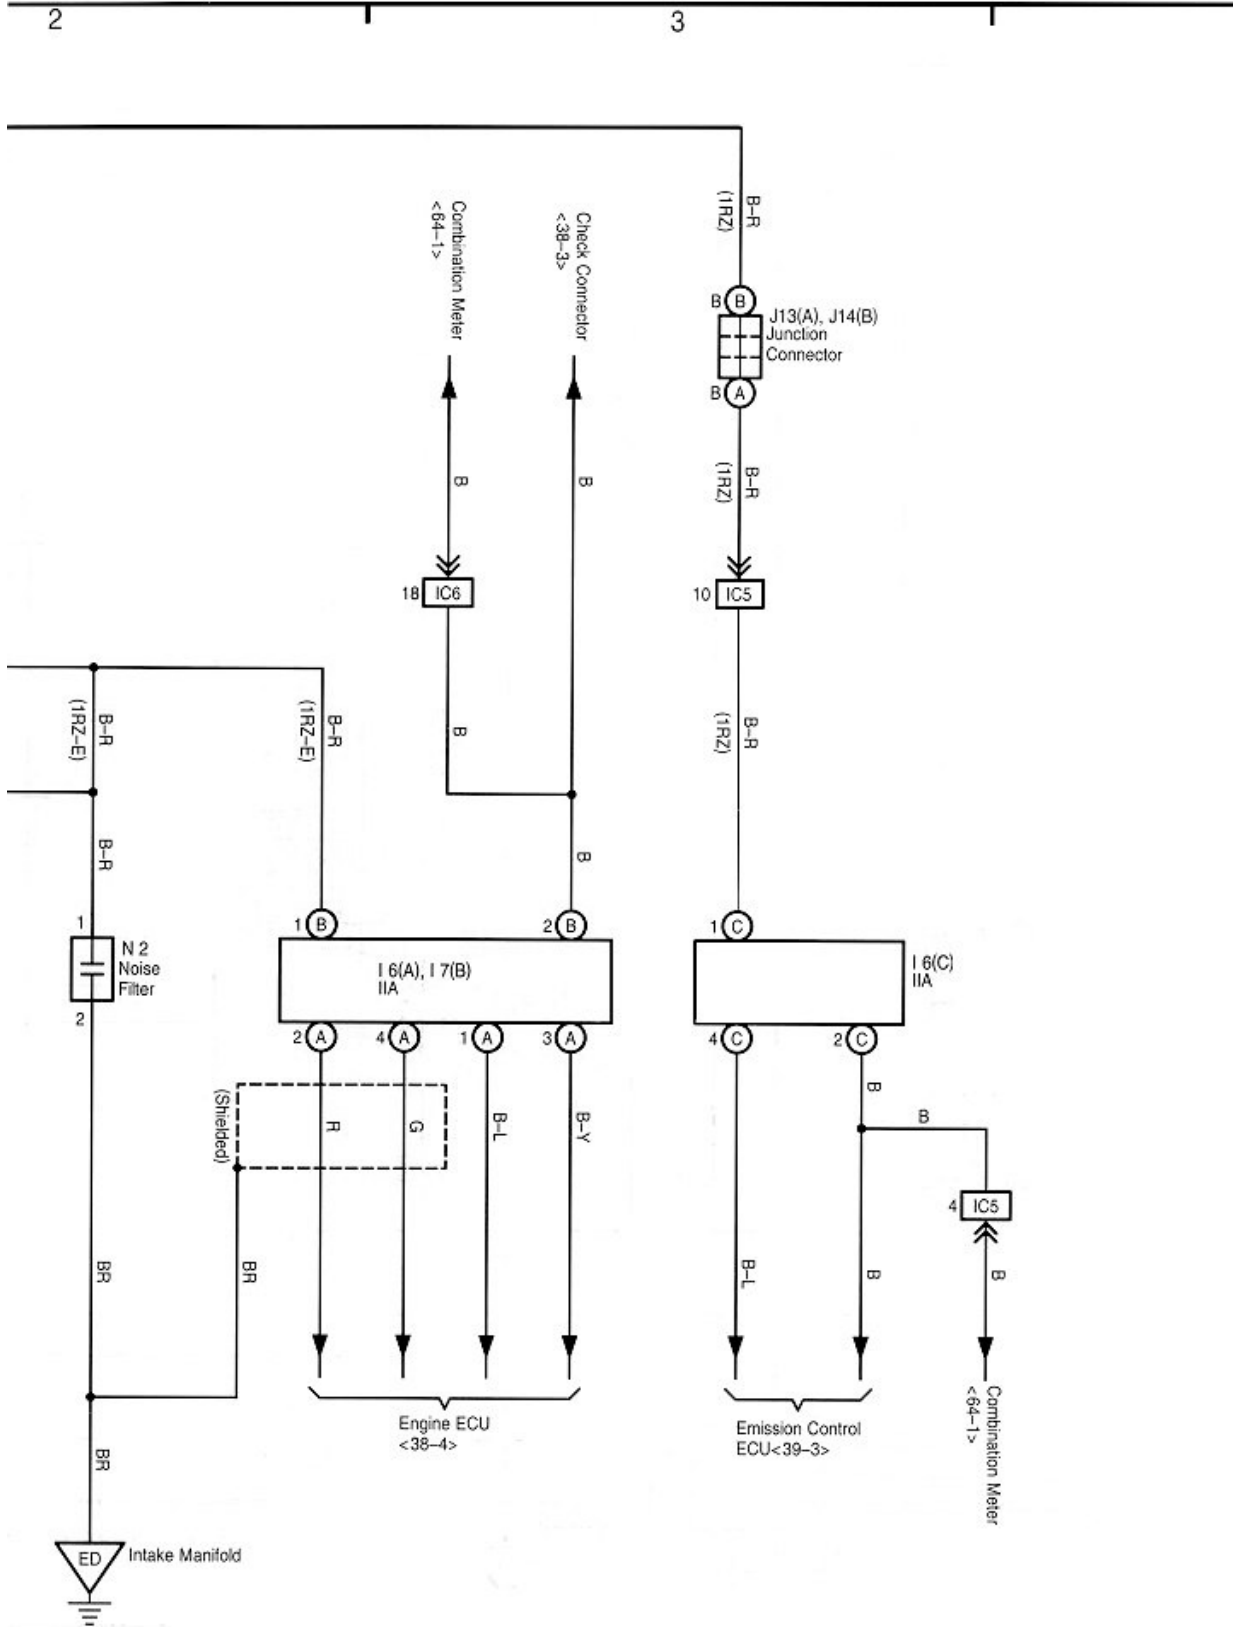 2
3
B–R
(1RZ)
Combination Meter
<64–1>
Check Connector
<38–3>
B B
J13(A), J14(B)
Junction
Connector
B A
B–R
(1RZ)
B
B
18 IC6
10 IC5
B–R
(1RZ–E)
B–R
(1RZ–E)
B
B–R
(1RZ)
B–R
B
1
1 B
2 B
1 C
N 2
Noise
Filter
I 6(A), I 7(B)
IIA
I 6(C)
IIA
2
2 A
4 A
1 A
3 A
4 C
2 C
(Shielded)
R
G
B–L
B–Y
B
B
4 IC5
BR
BR
B–L
B
B
Engine ECU
<38–4>
Emission Control
ECU<39–3>
Combination Meter
<64–1>
BR
ED Intake Manifold